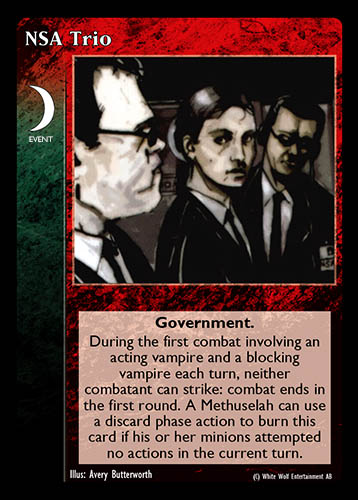 NSA Trio
EVENT
Government.
During the first combat involving an
acting vampire and a blocking
vampire each turn, neither
combatant can strike: combat ends in
the first round. A Methuselah can use
a discard phase action to burn this
card if his or her minions attempted
no actions in the current turn.
Illus: Avery Butterworth
(C) White Wolf Entertainment AB